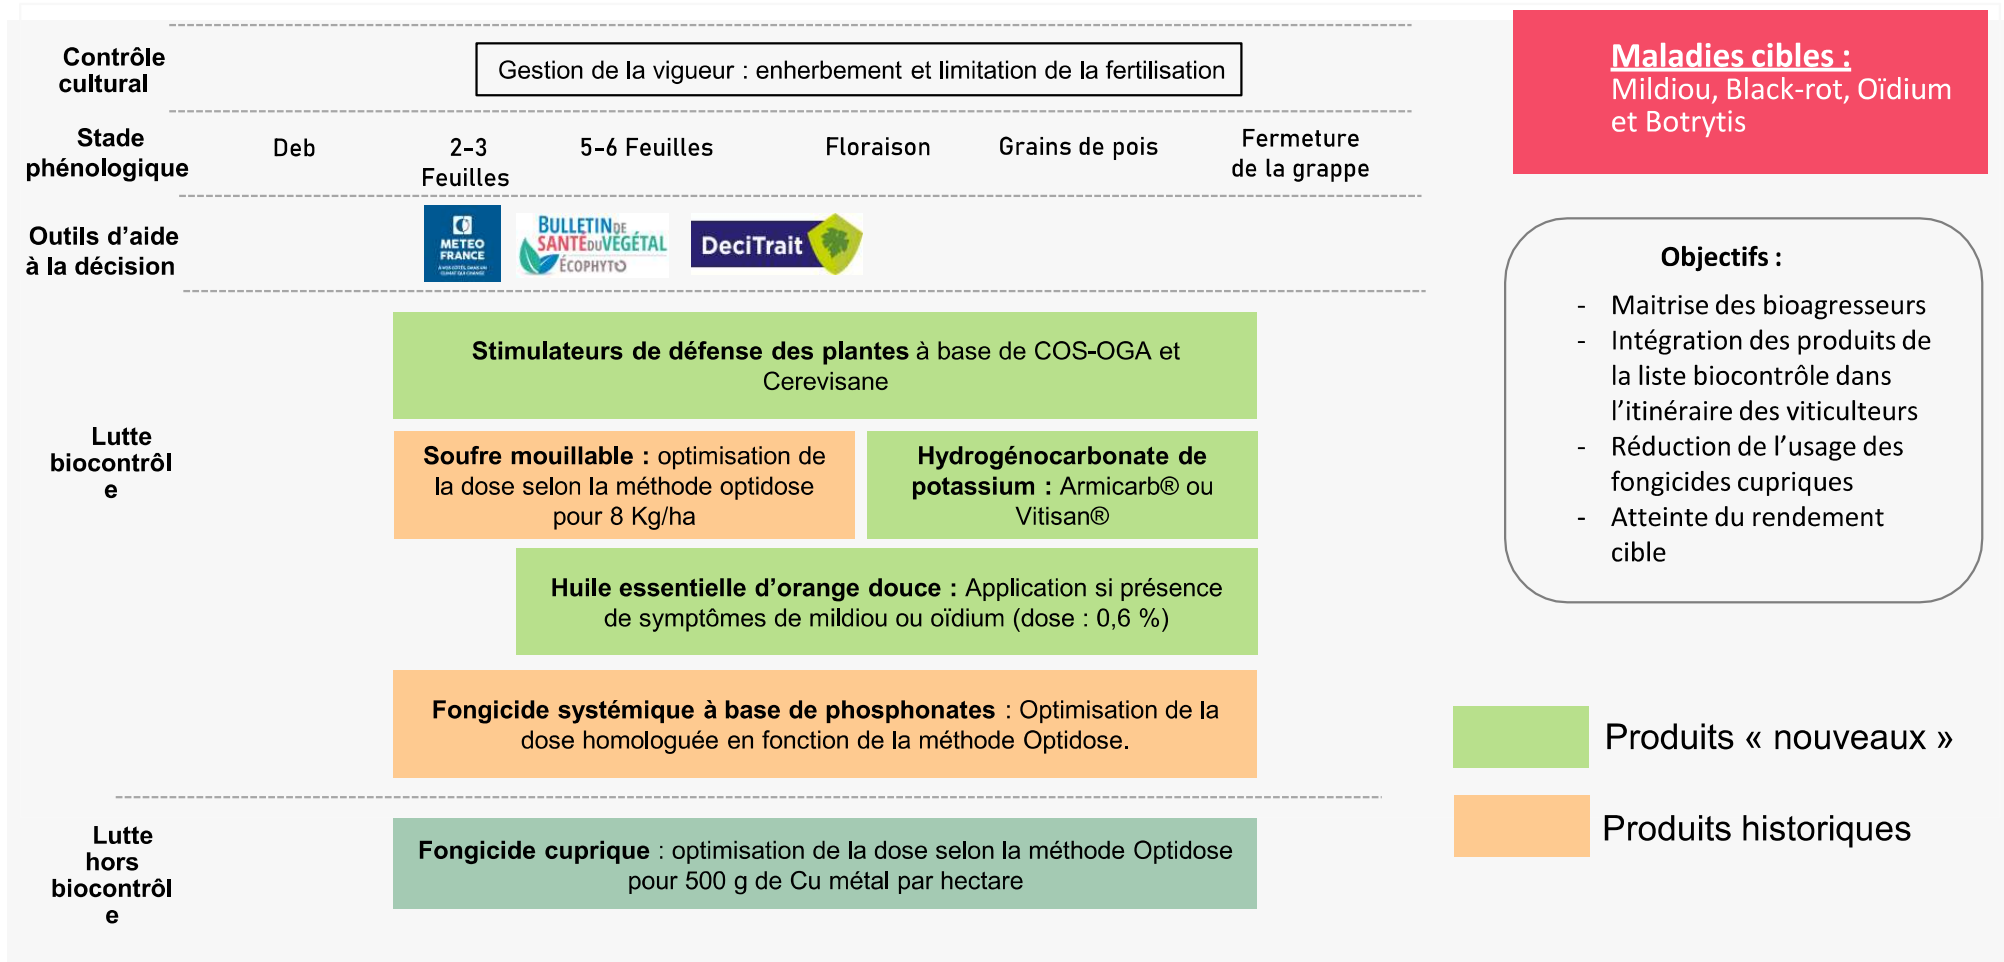 Contrôle
cultural
Gestion de la vigueur : enherbement et limitation de la fertilisation
Stade
phénologique
Deb
2-3
Feuilles
5-6 Feuilles
Floraison
Grains de pois
Fermeture
de la grappe
Outils d’aide
à la décision
METEO
FRANCE
À VOS CÔTÉS, DANS UN
CLIMAT QUI CHANGE
BULLETIN DE
SANTÉ DU VÉGÉTAL
ÉCOPHYTO
DeciTrait
Lutte
biocontrôl
e
Stimulateurs de défense des plantes à base de COS-OGA et
Cerevisane
Soufre mouillable : optimisation de
la dose selon la méthode optidose
pour 8 Kg/ha
Hydrogénocarbonate de
potassium : Armicarb® ou
Vitisan®
Huile essentielle d’orange douce : Application si présence
de symptômes de mildiou ou oïdium (dose : 0,6 %)
Fongicide systémique à base de phosphonates : Optimisation de la
dose homologuée en fonction de la méthode Optidose.
Lutte
hors
biocontrôl
e
Fongicide cuprique : optimisation de la dose selon la méthode Optidose
pour 500 g de Cu métal par hectare
Maladies cibles :
Mildiou, Black-rot, Oïdium
et Botrytis
Objectifs :
- Maitrise des bioagresseurs
- Intégration des produits de
la liste biocontrôle dans
l’itinéraire des viticulteurs
- Réduction de l’usage des
fongicides cupriques
- Atteinte du rendement
cible
Produits « nouveaux »
Produits historiques